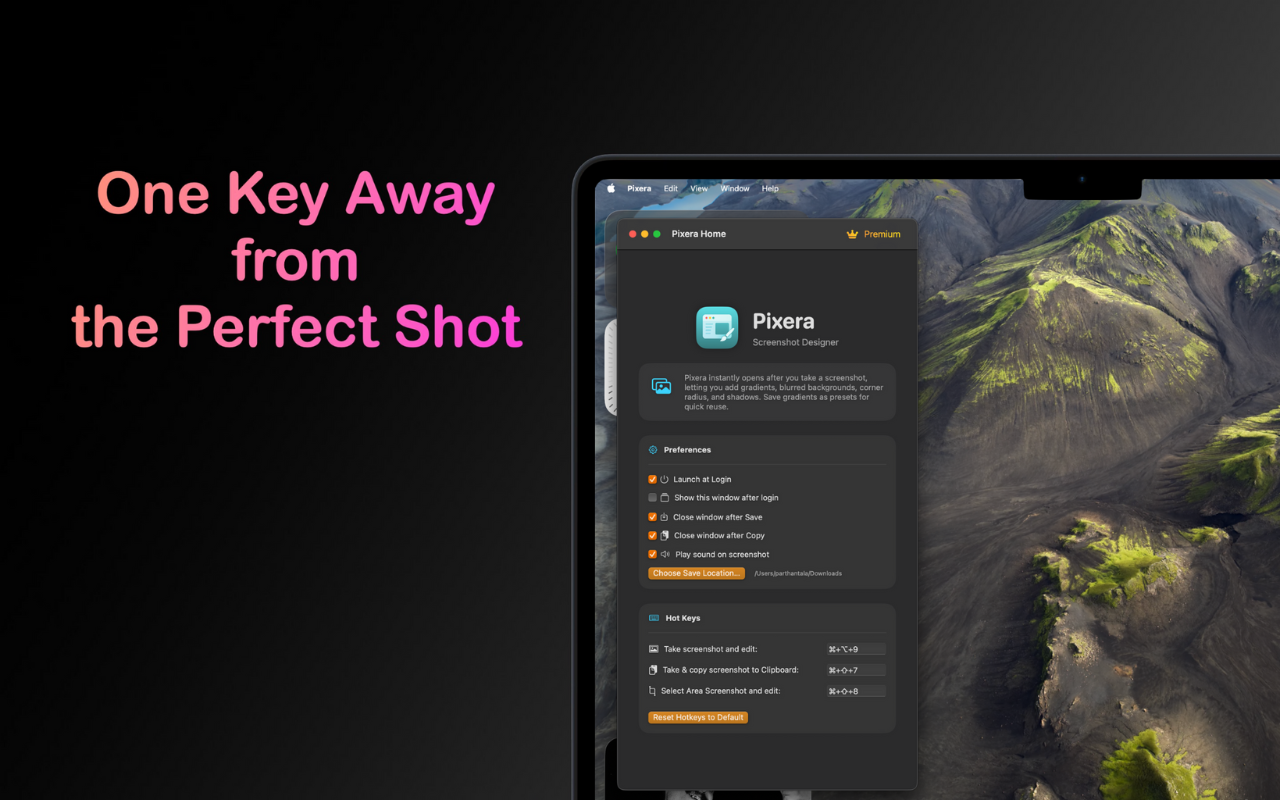 One Key Away
from
the Perfect Shot
Pixera Edit View Window Help
Pixera Home
Premium
Pixera
Screenshot Designer
Pixera instantly opens after you take a screenshot,
letting you add gradients, blurred backgrounds, corner
radius, and shadows. Save gradients as presets for
quick reuse.
Preferences
Launch at Login
Show this window after login
Close window after Save
Close window after Copy
Play sound on screenshot
Choose Save Location... /Users/parthantala/Downloads
Hot Keys
Take screenshot and edit: ⌘+⌥+9
Take & copy screenshot to Clipboard: ⌘+⇧+7
Select Area Screenshot and edit: ⌘+⇧+8
Reset Hotkeys to Default